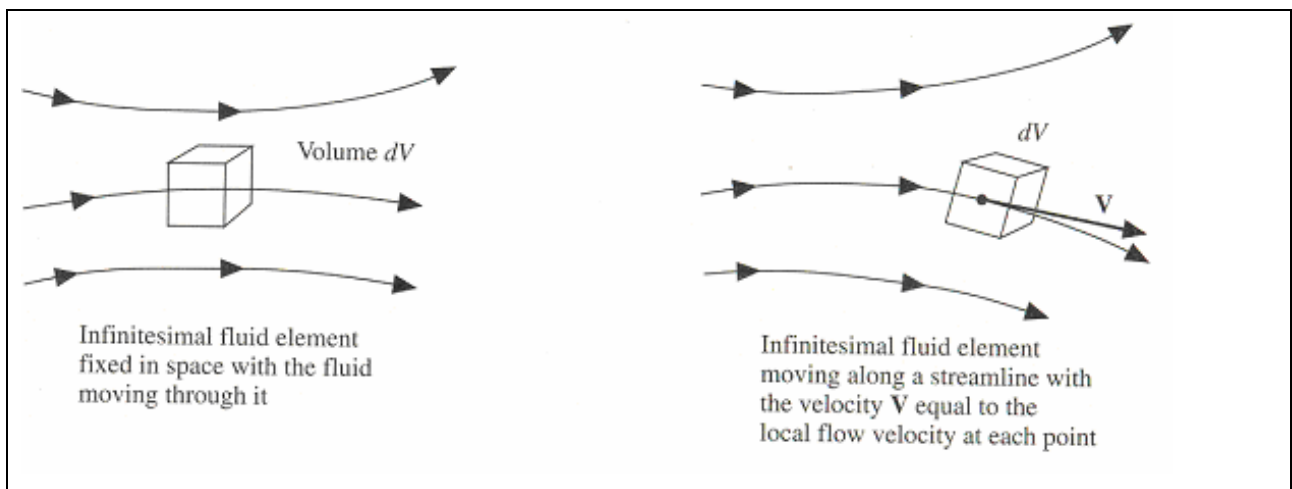 Volume dV
Infinitesimal fluid element
fixed in space with the fluid
moving through it
dV
V
Infinitesimal fluid element
moving along a streamline with
the velocity V equal to the
local flow velocity at each point